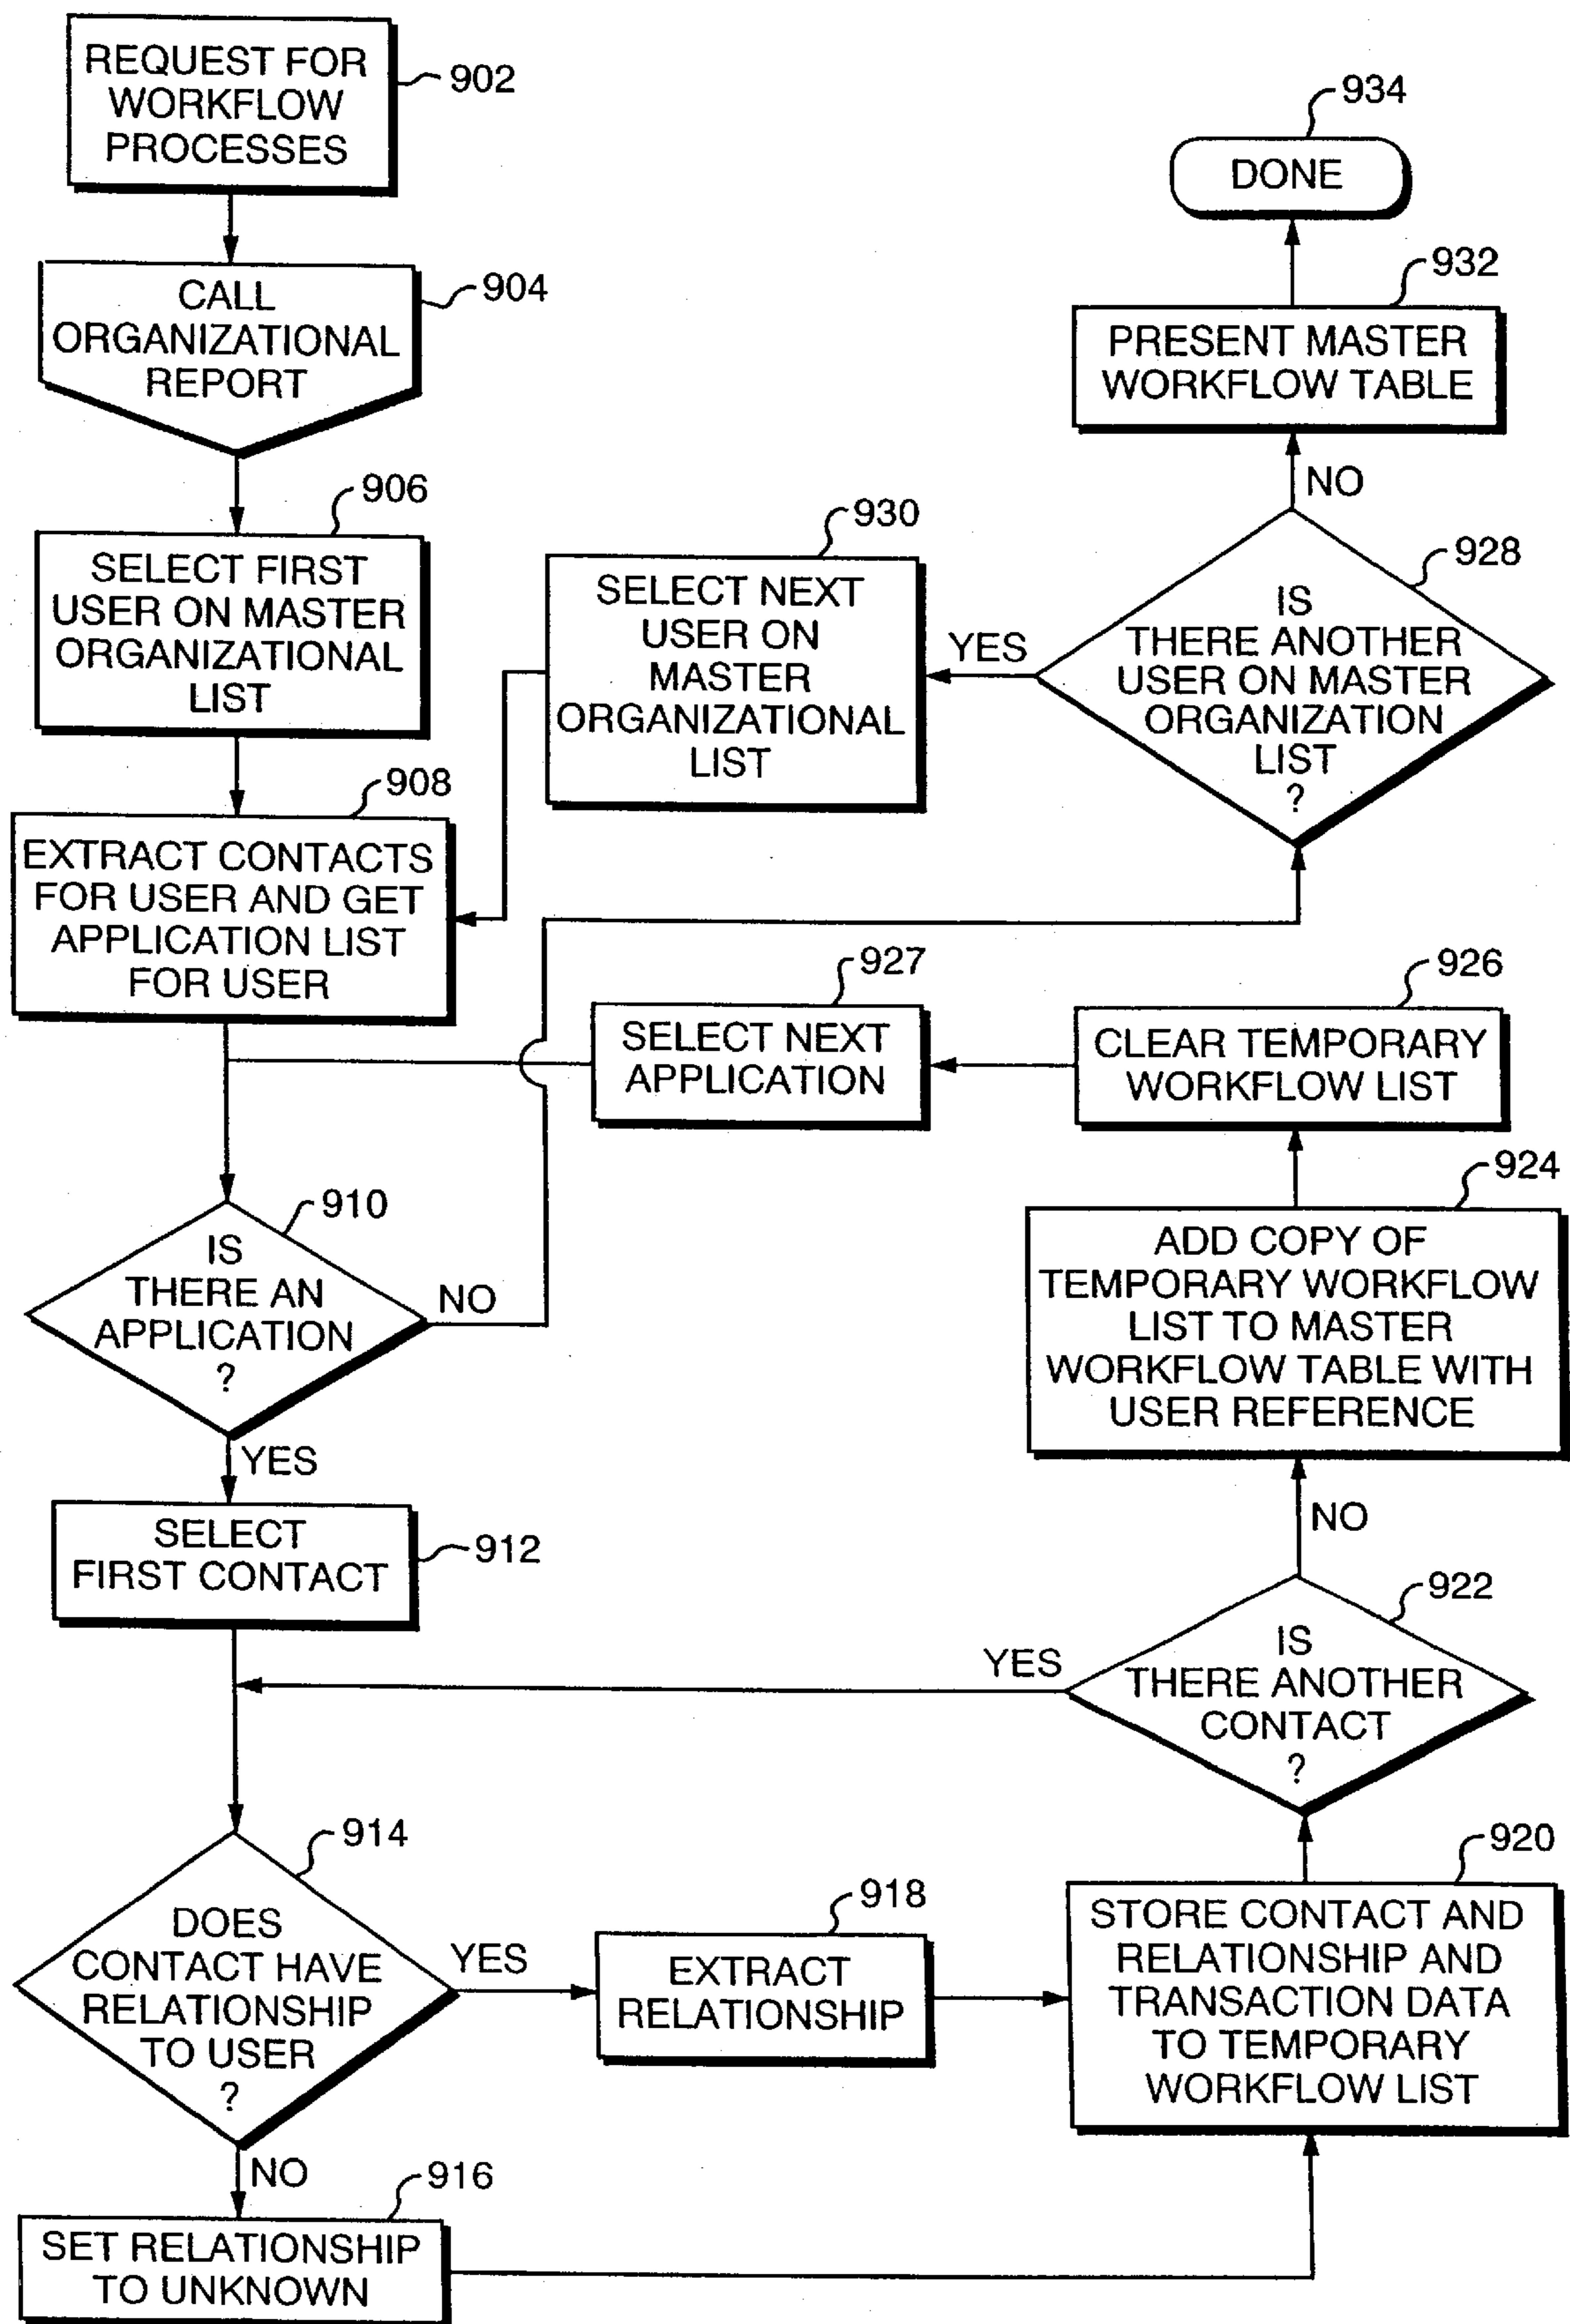 REQUEST FOR
WORKFLOW
PROCESSES
902
CALL
ORGANIZATIONAL
REPORT
904
906
SELECT FIRST
USER ON MASTER
ORGANIZATIONAL
LIST
908
EXTRACT CONTACTS
FOR USER AND GET
APPLICATION LIST
FOR USER
910
IS
THERE AN
APPLICATION
?
NO
YES
SELECT
FIRST CONTACT
912
914
DOES
CONTACT HAVE
RELATIONSHIP
TO USER
?
YES
NO
916
SET RELATIONSHIP
TO UNKNOWN
918
EXTRACT
RELATIONSHIP
920
STORE CONTACT AND
RELATIONSHIP AND
TRANSACTION DATA
TO TEMPORARY
WORKFLOW LIST
922
IS
THERE ANOTHER
CONTACT
?
YES
NO
924
ADD COPY OF
TEMPORARY WORKFLOW
LIST TO MASTER
WORKFLOW TABLE WITH
USER REFERENCE
926
CLEAR TEMPORARY
WORKFLOW LIST
927
SELECT NEXT
APPLICATION
928
IS
THERE ANOTHER
USER ON MASTER
ORGANIZATION
LIST
?
YES
NO
930
SELECT NEXT
USER ON
MASTER
ORGANIZATIONAL
LIST
932
PRESENT MASTER
WORKFLOW TABLE
934
DONE